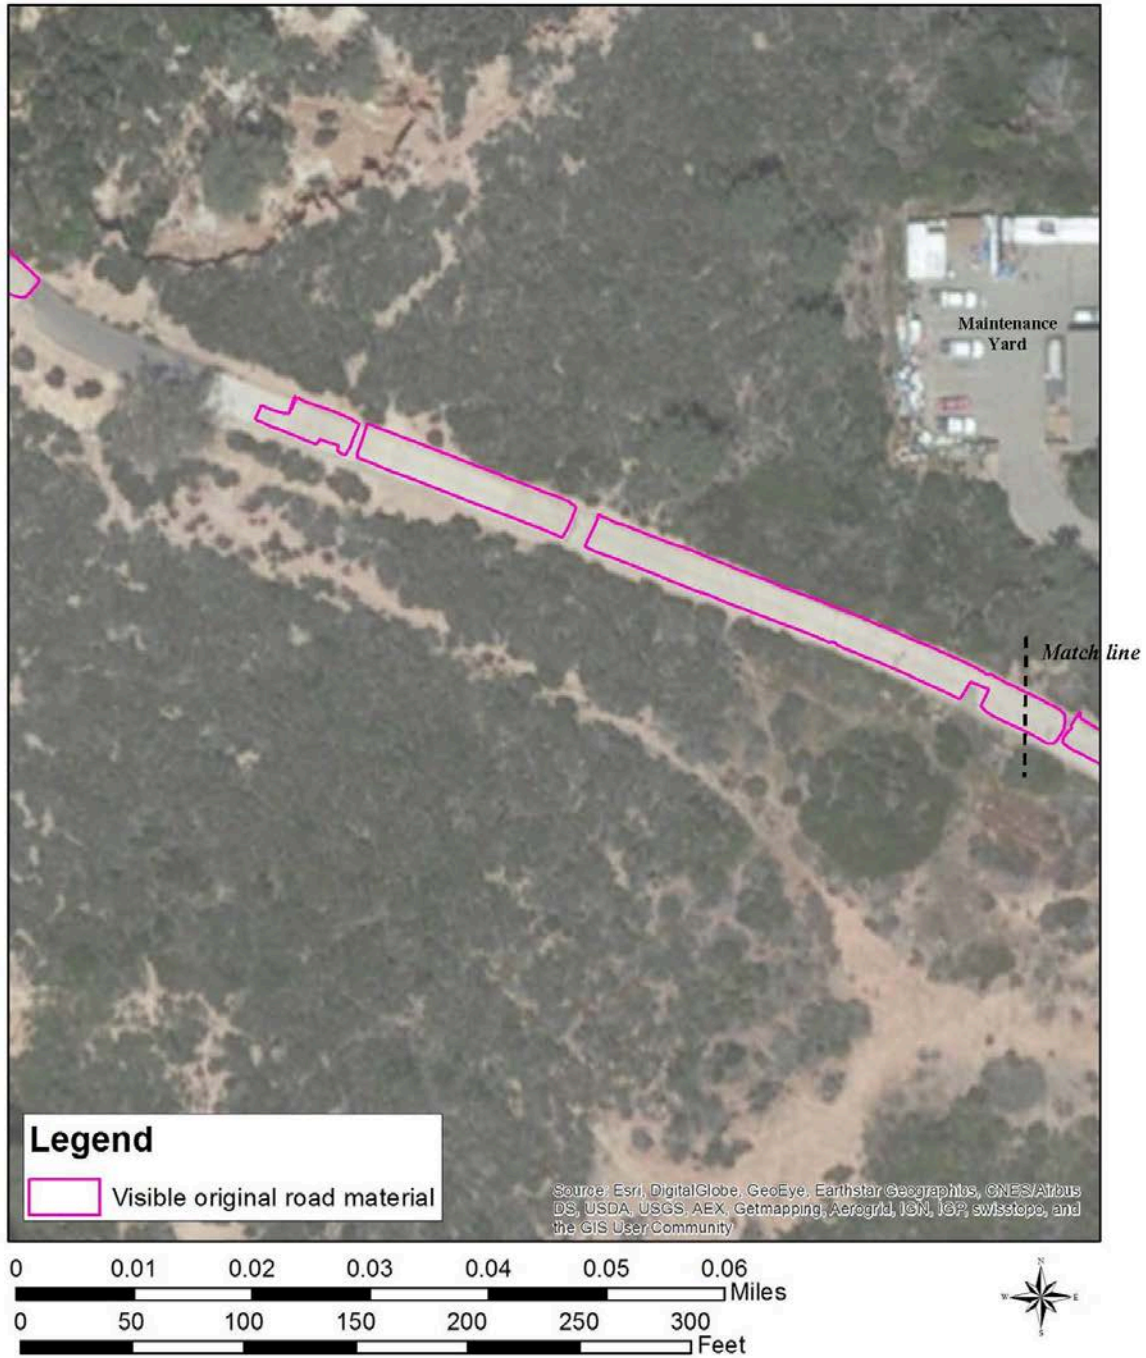 Maintenance
Yard
Match line
Legend
Visible original road material
Source: Esri, DigitalGlobe, GeoEye, Earthstar Geographics, CNES/Airbus
DS, USDA, USGS, AEX, Getmapping, Aerogrid, IGN, IGP, swisstopo, and
the GIS User Community
0 0.01 0.02 0.03 0.04 0.05 0.06
Miles
0 50 100 150 200 250 300
Feet
N
W E
S